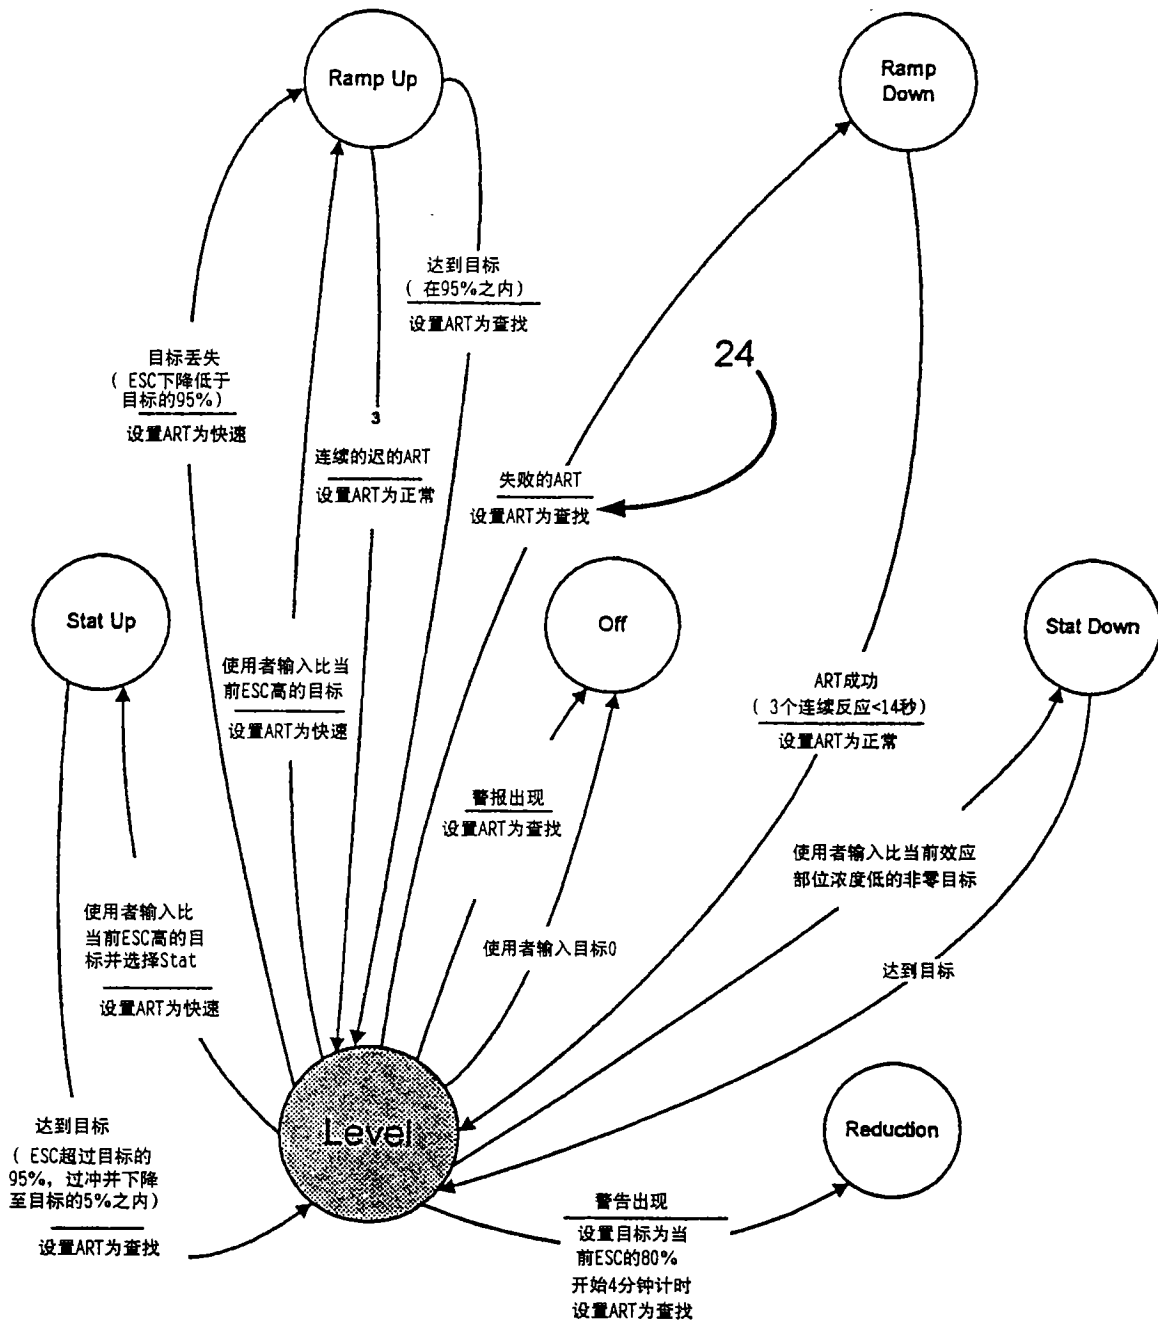 Ramp Up
Ramp
Down
达到目标
( 在95%之内)
设置ART为查找
目标丢失
( ESC下降低于
目标的95%)
设置ART为快速
24
3
连续的迟的ART
设置ART为正常
失败的ART
设置ART为查找
Stat Up
Off
Stat Down
使用者输入比当
前ESC高的目标
设置ART为快速
ART成功
( 3个连续反应<14秒)
设置ART为正常
警报出现
设置ART为查找
使用者输入比当前效应
部位浓度低的非零目标
使用者输入比
当前ESC高的目
标并选择Stat
设置ART为快速
使用者输入目标0
达到目标
Level
Reduction
达到目标
( ESC超过目标的
95%, 过冲并下降
至目标的5%之内)
设置ART为查找
警告出现
设置目标为当
前ESC的80%
开始4分钟计时
设置ART为查找